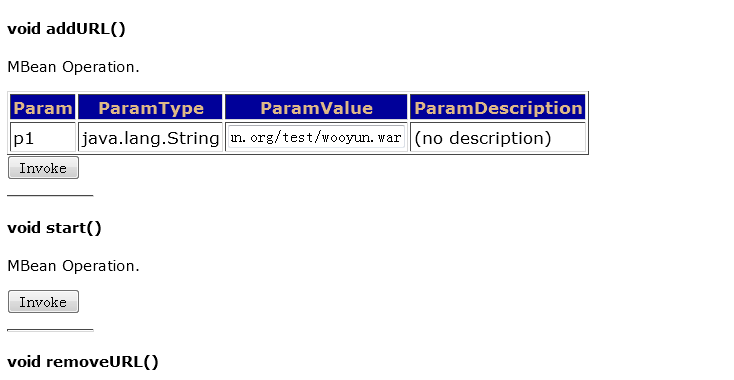 void addURL()
MBean Operation.
Param ParamType ParamValue ParamDescription
p1 java.lang.String n.org/test/wooyun.war (no description)
Invoke
void start()
MBean Operation.
Invoke
void removeURL()